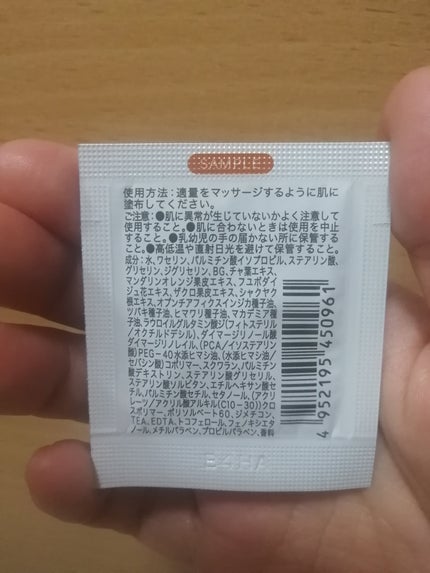 SAMPLE
使用方法：適量をマッサージするように肌に
塗布してください。
ご注意：●肌に異常が生じていないかよく注意して
使用すること。●肌に合わないときは使用を中止
すること。●乳幼児の手の届かない所に保管する
こと。●高低温や直射日光を避けて保管すること。
成分：水、ワセリン、パルミチン酸イソプロピル、ステアリン酸、
グリセリン、ジグリセリン、BG、チャ葉エキス、
マンダリンオレンジ果皮エキス、フユボダイ
ジュ花エキス、ザクロ果皮エキス、シャクヤク
根エキス、オプンチアフィクスインジカ種子油、
ツバキ種子油、ヒマワリ種子油、マカデミア種
子油、ラウロイルグルタミン酸ジ(フィトステリル
/オクチルドデシル)、ダイマージリノール酸
ダイマージリノレイル、(PCA/イソステアリン
酸)PEG-40水添ヒマシ油、(水添ヒマシ油/
セバシン酸)コポリマー、スクワラン、パルミチン
酸デキストリン、ステアリン酸グリセリル、
ステアリン酸ソルビタン、エチルヘキサン酸セ
チル、パルミチン酸セチル、セタノール、(アクリ
レーツ/アクリル酸アルキル(C10-30))クロ
スポリマー、ポリソルベート60、ジメチコン、
TEA、EDTA、トコフェロール、フェノキシエタ
ノール、メチルパラベン、プロピルパラベン、香料
4 952195 450961